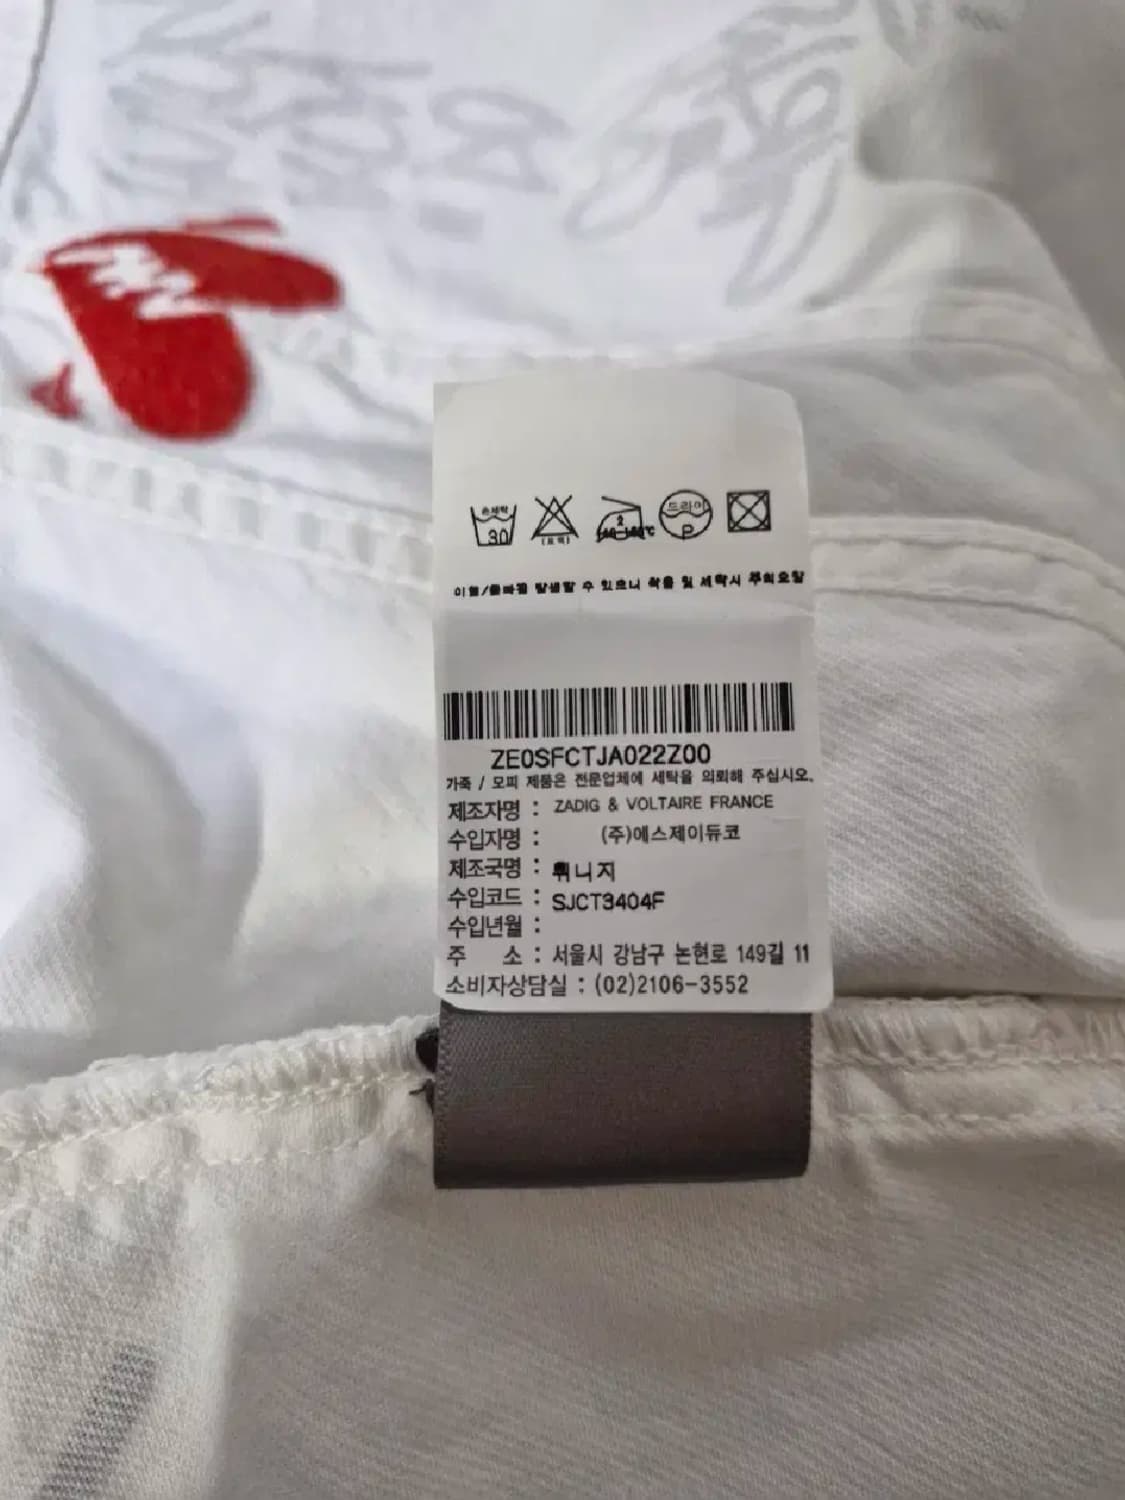 손세탁 30 드라이 P
이염/올빠짐 발생할 수 있으니 착용 및 세탁시 주의요망
ZE0SFCTJA022Z00
가죽 / 모피 제품은 전문업체에 세탁을 의뢰해 주십시오.
제조자명 : ZADIG & VOLTAIRE FRANCE
수입자명 : (주)에스제이듀코
제조국명 : 튀니지
수입코드 : SJCT3404F
수입년월 :
주 소 : 서울시 강남구 논현로 149길 11
소비자상담실 : (02)2106-3552